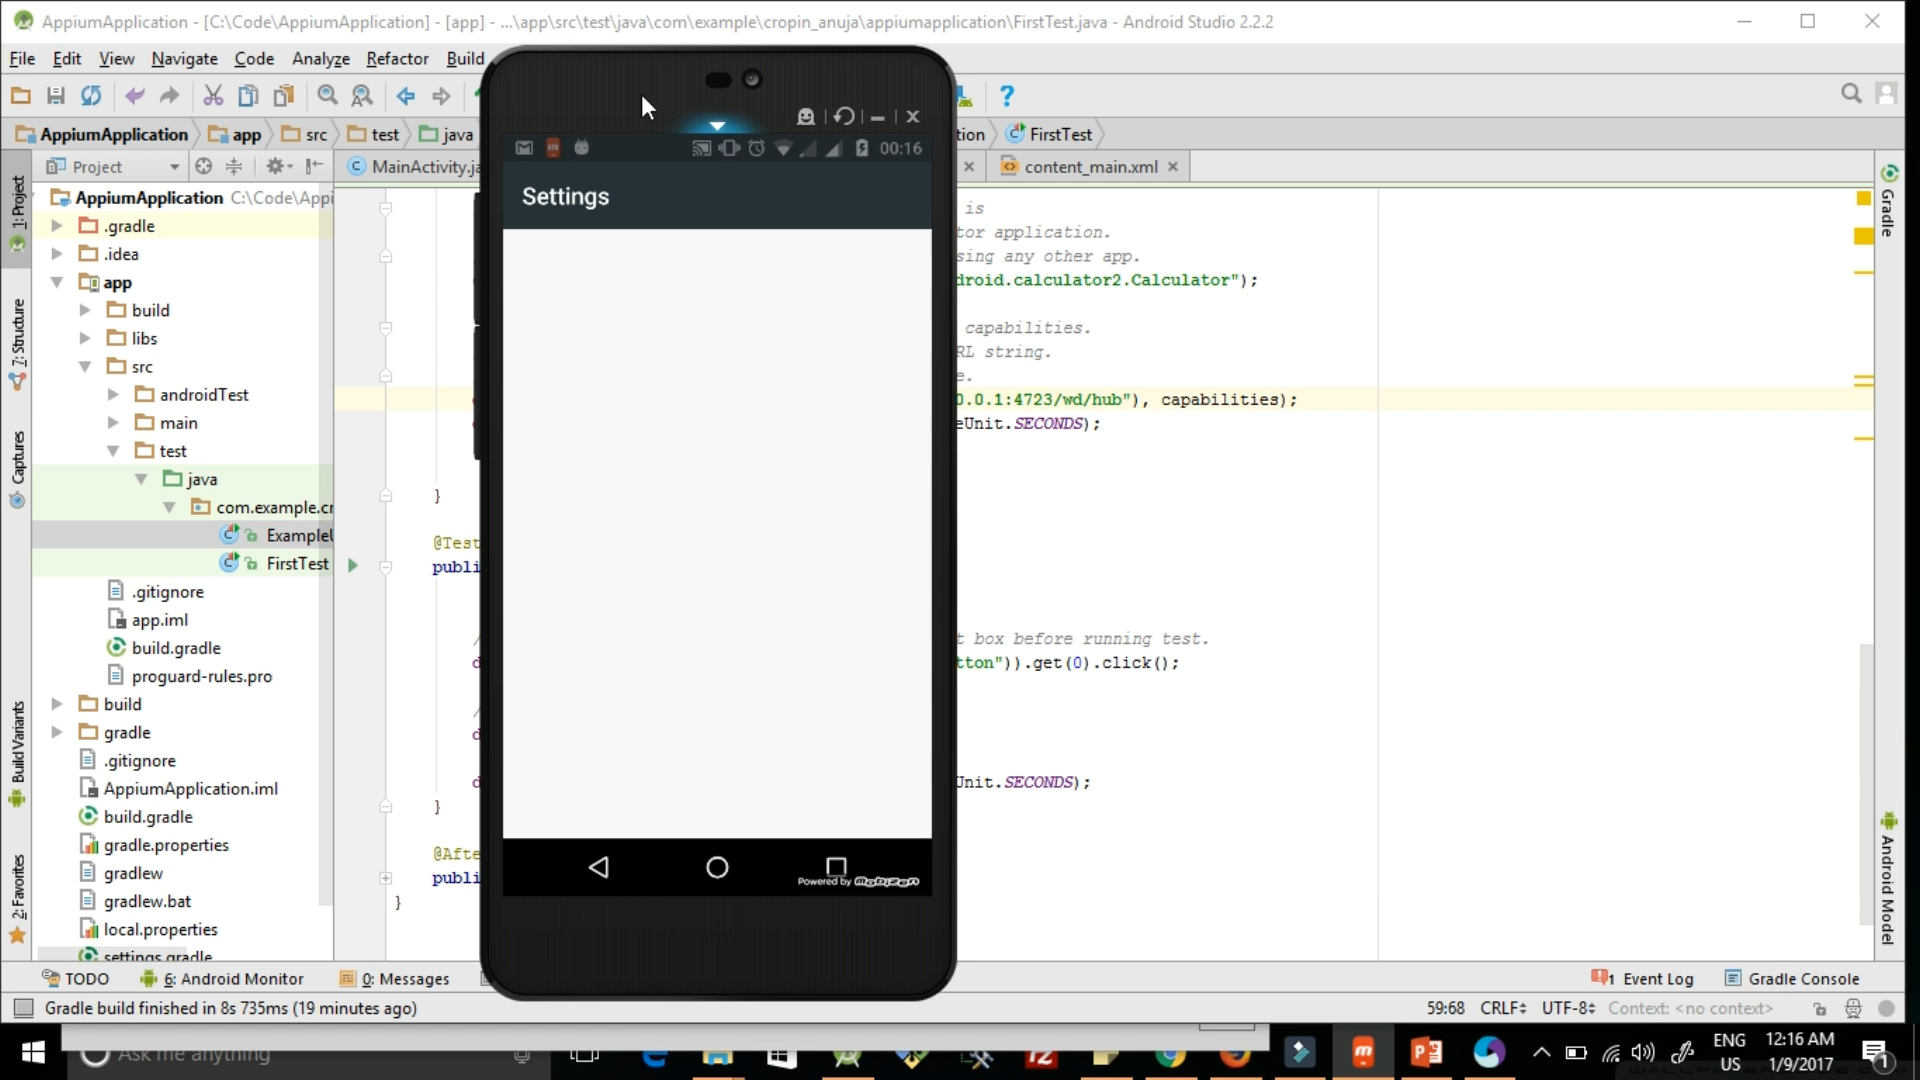 AppiumApplication - [C:\Code\AppiumApplication] - [app] - ...\app\src\test\java\com\example\cropin_anuja\appiumapplication\FirstTest.java - Android Studio 2.2.2
File Edit View Navigate Code Analyze Refactor Build
AppiumApplication app src test java
tion FirstTest
Project
MainActivity.ja
content_main.xml
1: Project
7: Structure
Captures
Build Variants
2: Favorites
AppiumApplication C:\Code\Appi
.gradle
.idea
app
build
libs
src
androidTest
main
test
java
com.example.cr
Example
FirstTest
.gitignore
app.iml
build.gradle
proguard-rules.pro
build
gradle
.gitignore
AppiumApplication.iml
build.gradle
gradle.properties
gradlew
gradlew.bat
local.properties
settings.gradle
00:16
Settings
Powered by mobizen
is
tor application.
sing any other app.
droid.calculator2.Calculator");
capabilities.
RL string.
e.
0.0.1:4723/wd/hub"), capabilities);
eUnit.SECONDS);
}
@Test
publi
t box before running test.
tton")).get(0).click();
Unit.SECONDS);
}
@Afte
publi
}
Gradle
Android Model
TODO 6: Android Monitor 0: Messages
1 Event Log Gradle Console
Gradle build finished in 8s 735ms (19 minutes ago)
59:68 CRLF UTF-8 Context: <no context>
Ask me anything
ENG
US
12:16 AM
1/9/2017
1